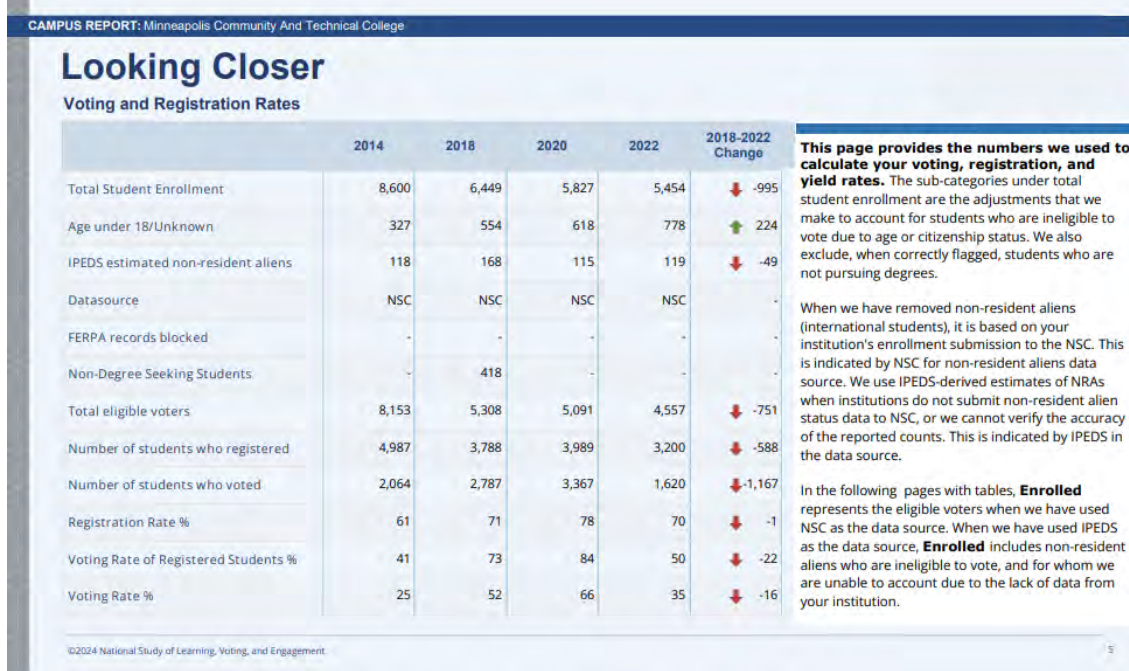 CAMPUS REPORT: Minneapolis Community And Technical College
Looking Closer
Voting and Registration Rates
2014 2018 2020 2022 2018-2022 Change
Total Student Enrollment 8,600 6,449 5,827 5,454 -995
Age under 18/Unknown 327 554 618 778 224
IPEDS estimated non-resident aliens 118 168 115 119 -49
Datasource NSC NSC NSC NSC -
FERPA records blocked - - - - -
Non-Degree Seeking Students - 418 - - -
Total eligible voters 8,153 5,308 5,091 4,557 -751
Number of students who registered 4,987 3,788 3,989 3,200 -588
Number of students who voted 2,064 2,787 3,367 1,620 -1,167
Registration Rate % 61 71 78 70 -1
Voting Rate of Registered Students % 41 73 84 50 -22
Voting Rate % 25 52 66 35 -16
This page provides the numbers we used to
calculate your voting, registration, and
yield rates. The sub-categories under total
student enrollment are the adjustments that we
make to account for students who are ineligible to
vote due to age or citizenship status. We also
exclude, when correctly flagged, students who are
not pursuing degrees.
When we have removed non-resident aliens
(international students), it is based on your
institution's enrollment submission to the NSC. This
is indicated by NSC for non-resident aliens data
source. We use IPEDS-derived estimates of NRAs
when institutions do not submit non-resident alien
status data to NSC, or we cannot verify the accuracy
of the reported counts. This is indicated by IPEDS in
the data source.
In the following pages with tables, Enrolled
represents the eligible voters when we have used
NSC as the data source. When we have used IPEDS
as the data source, Enrolled includes non-resident
aliens who are ineligible to vote, and for whom we
are unable to account due to the lack of data from
your institution.
©2024 National Study of Learning, Voting, and Engagement
5